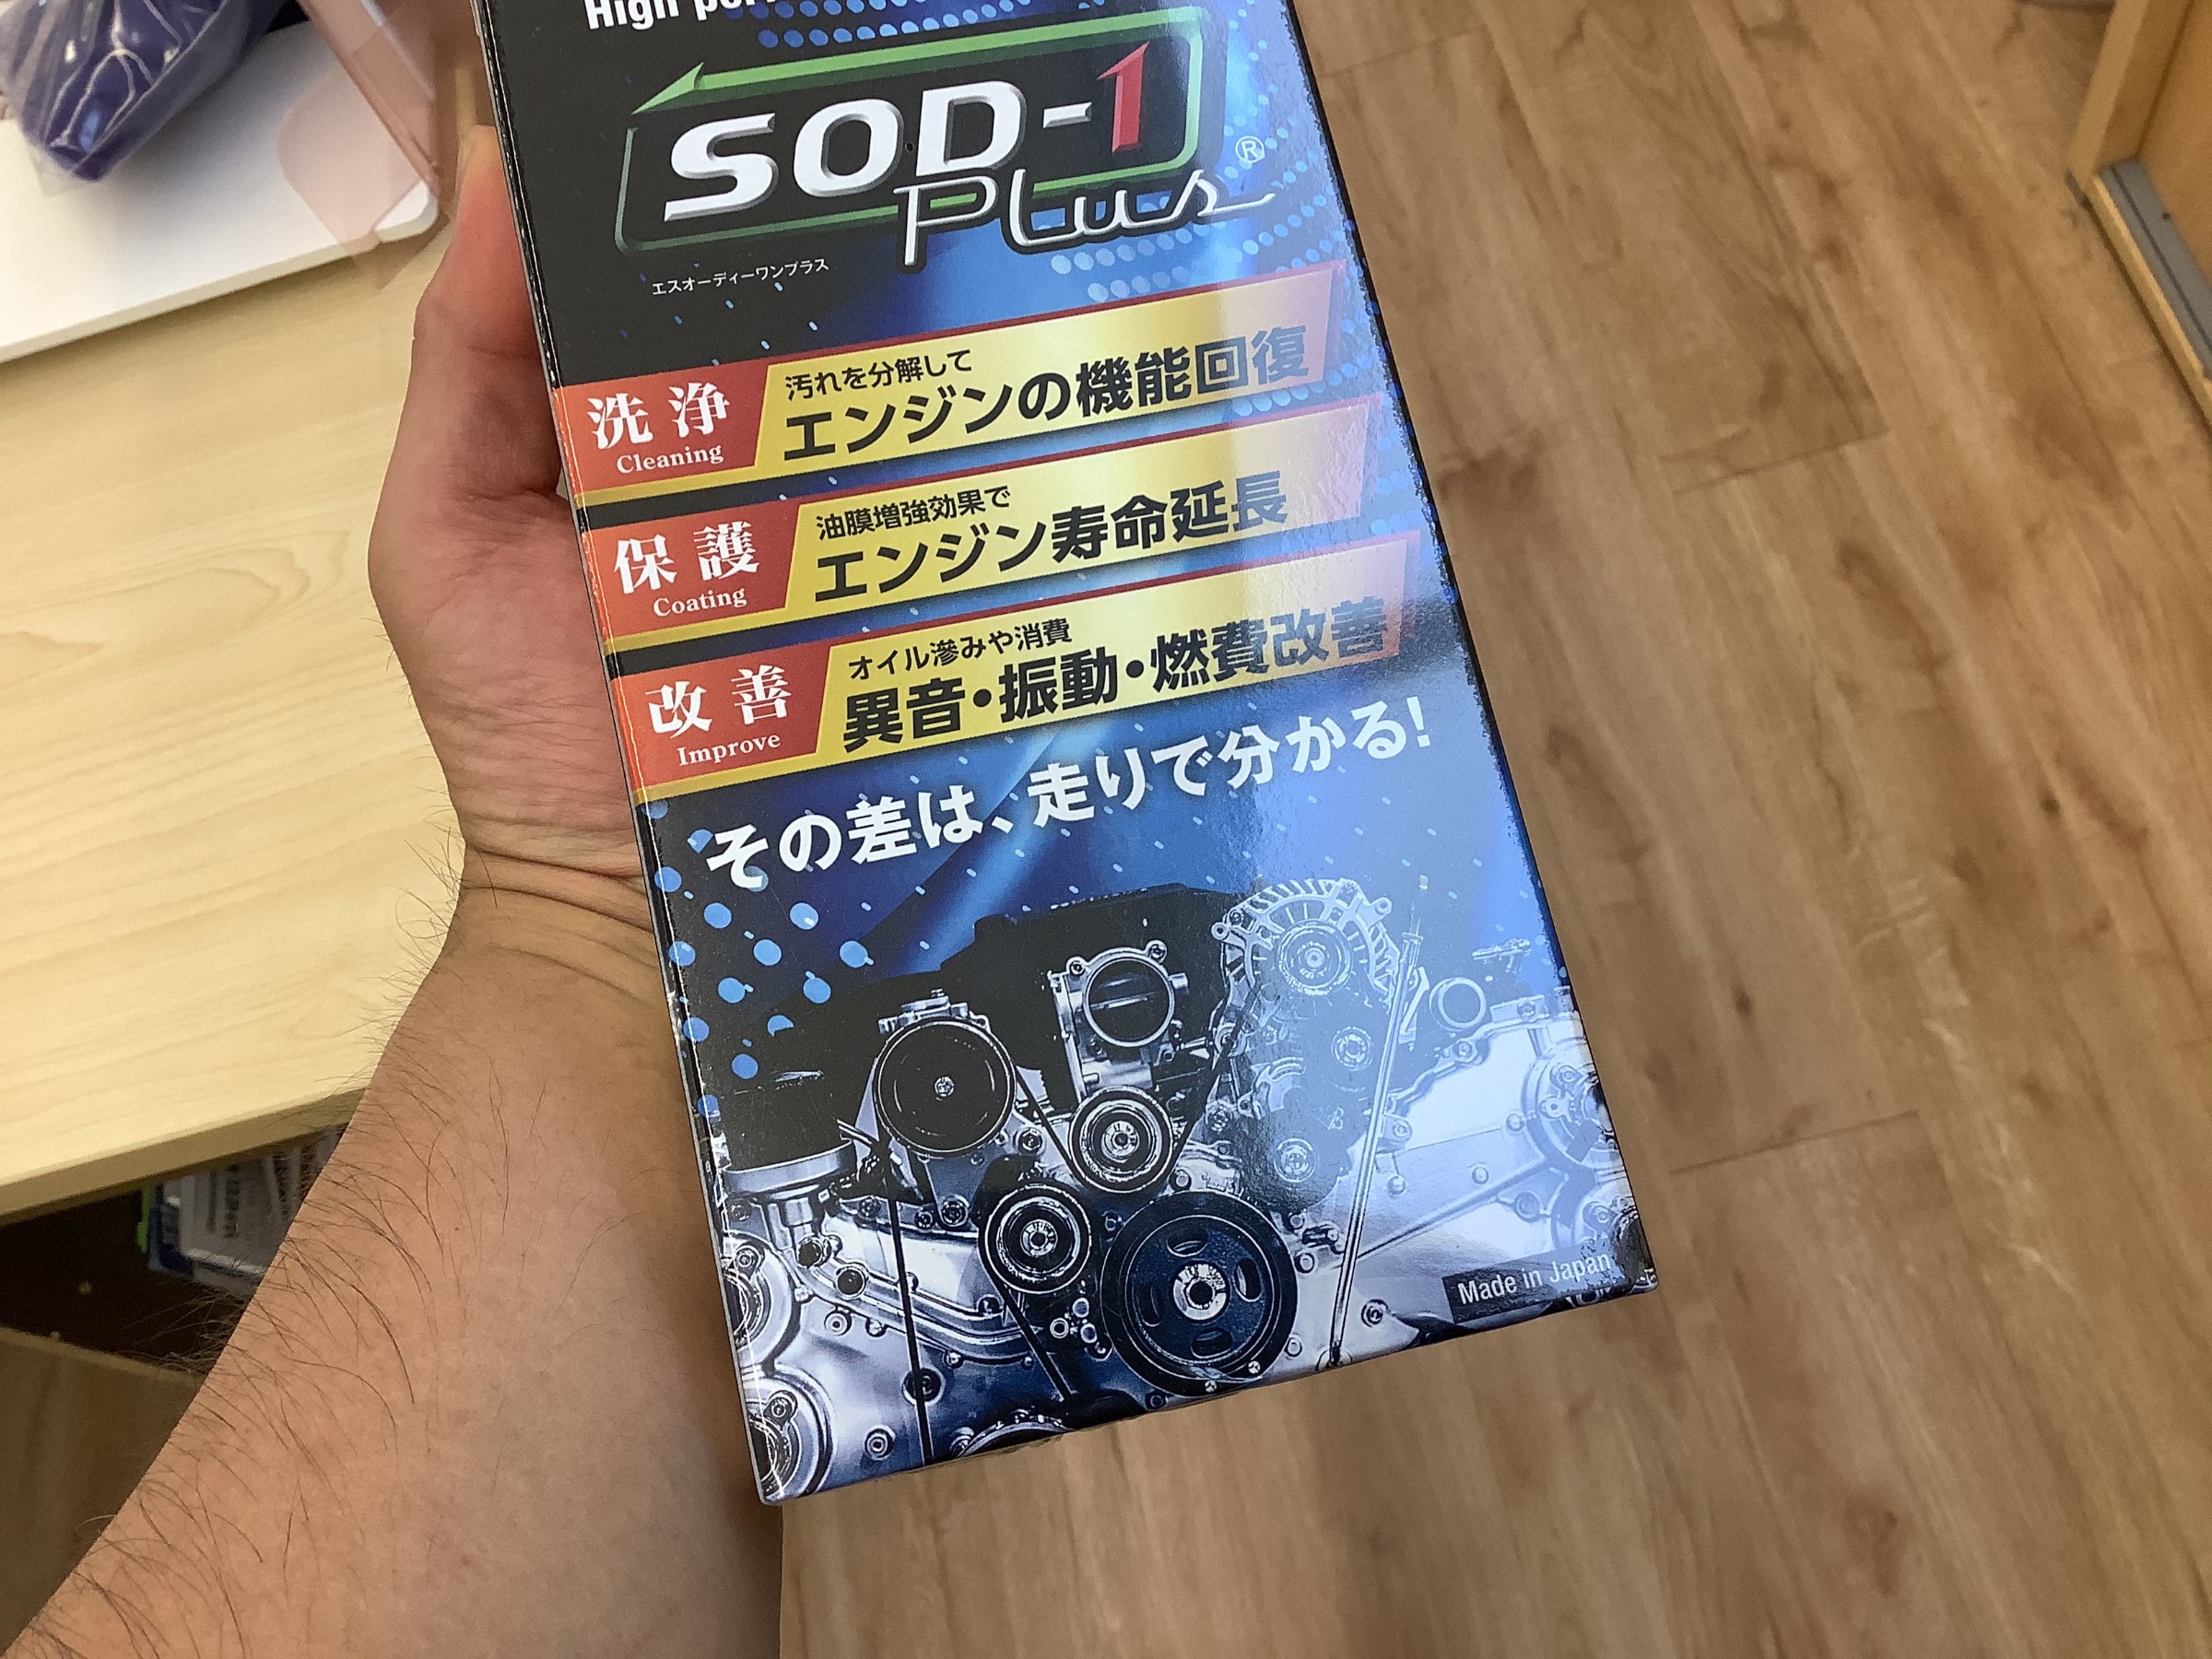 High
SOD-1
Plus®
エスオーディーワンプラス
洗浄
Cleaning
汚れを分解して
エンジンの機能回復
保護
Coating
油膜増強効果で
エンジン寿命延長
改善
Improve
オイル滲みや消費
異音・振動・燃費改善
その差は、走りで分かる!
Made in Japan